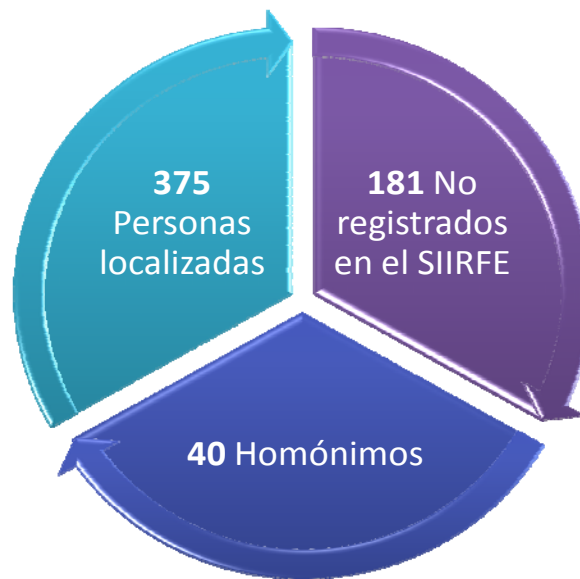 375
Personas
localizadas
181 No
registrados
en el SIIRFE
40 Homónimos